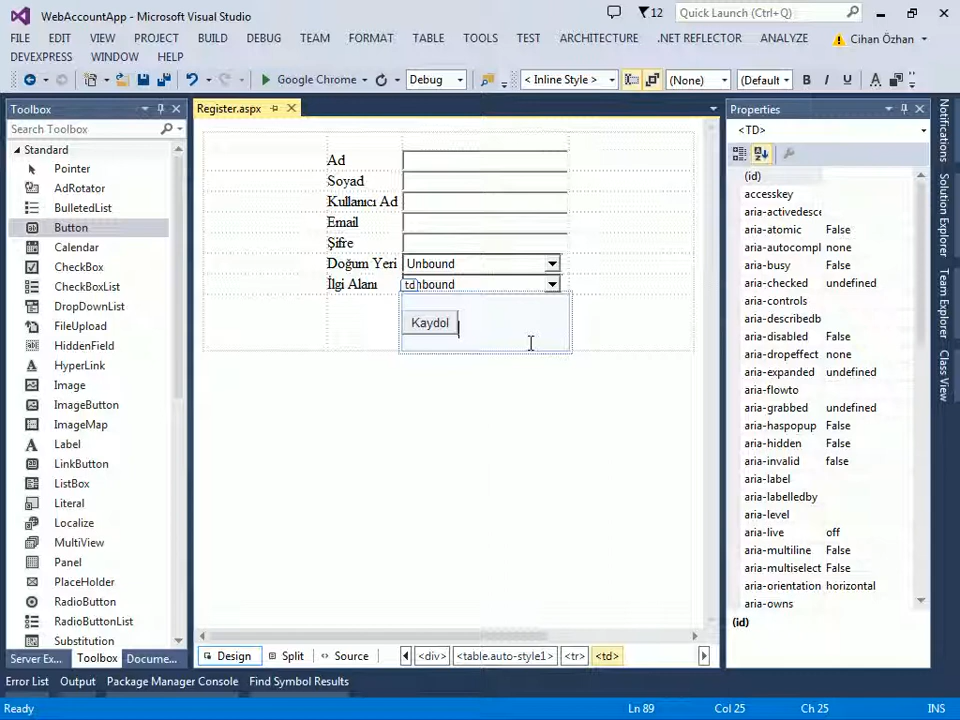 WebAccountApp - Microsoft Visual Studio
12
Quick Launch (Ctrl+Q)
FILE EDIT VIEW PROJECT BUILD DEBUG TEAM FORMAT TABLE TOOLS TEST ARCHITECTURE .NET REFLECTOR ANALYZE Cihan Özhan
DEVEXPRESS WINDOW HELP
Google Chrome Debug < Inline Style > (None) (Default B I U A
Toolbox
Search Toolbox
Standard
Pointer
AdRotator
BulletedList
Button
Calendar
CheckBox
CheckBoxList
DropDownList
FileUpload
HiddenField
HyperLink
Image
ImageButton
ImageMap
Label
LinkButton
ListBox
Literal
Localize
MultiView
Panel
PlaceHolder
RadioButton
RadioButtonList
Substitution
Server Ex... Toolbox Docume...
Register.aspx
Ad
Soyad
Kullanıcı Ad
Email
Şifre
Doğum Yeri Unbound
İlgi Alanı td nbound
Kaydol
Design Split Source <div> <table.auto-style1> <tr> <td>
Properties
<TD>
(id)
accesskey
aria-activedesce
aria-atomic False
aria-autocompl none
aria-busy False
aria-checked undefined
aria-controls
aria-describedb
aria-disabled False
aria-dropeffect none
aria-expanded undefined
aria-flowto
aria-grabbed undefined
aria-haspopup False
aria-hidden False
aria-invalid false
aria-label
aria-labelledby
aria-level
aria-live off
aria-multiline False
aria-multiselect False
aria-orientation horizontal
aria-owns
(id)
Notifications
Solution Explorer
Team Explorer
Class View
Error List Output Package Manager Console Find Symbol Results
Ready Ln 89 Col 25 Ch 25 INS